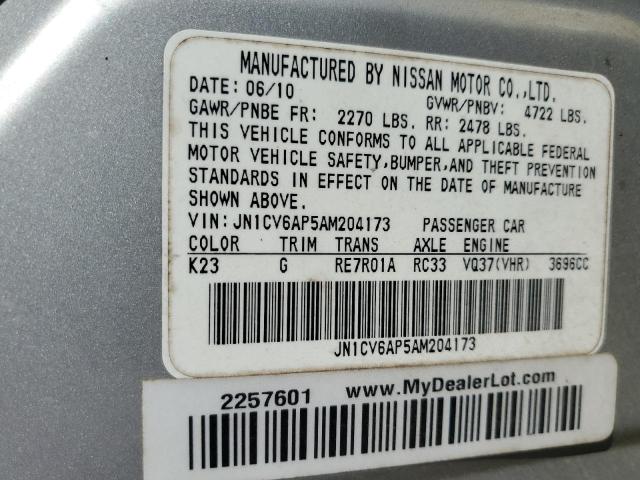 MANUFACTURED BY NISSAN MOTOR CO.,LTD.
DATE: 06/10 GVWR/PNBV: 4722 LBS.
GAWR/PNBE FR: 2270 LBS. RR: 2478 LBS.
THIS VEHICLE CONFORMS TO ALL APPLICABLE FEDERAL
MOTOR VEHICLE SAFETY,BUMPER,AND THEFT PREVENTION
STANDARDS IN EFFECT ON THE DATE OF MANUFACTURE
SHOWN ABOVE.
VIN: JN1CV6AP5AM204173 PASSENGER CAR
COLOR TRIM TRANS AXLE ENGINE
K23 G RE7R01A RC33 VQ37(VHR) 3696CC
JN1CV6AP5AM204173
2257601 www.MyDealerLot.com